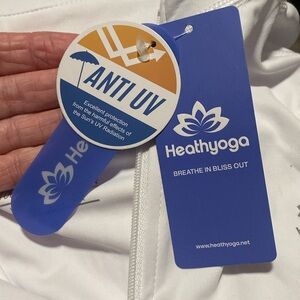 ANTI UV
Excellent protection
from the harmful effects of
the Sun's UV Radiation
He
Heathyoga
BREATHE IN BLISS OUT
www.heathyoga.net